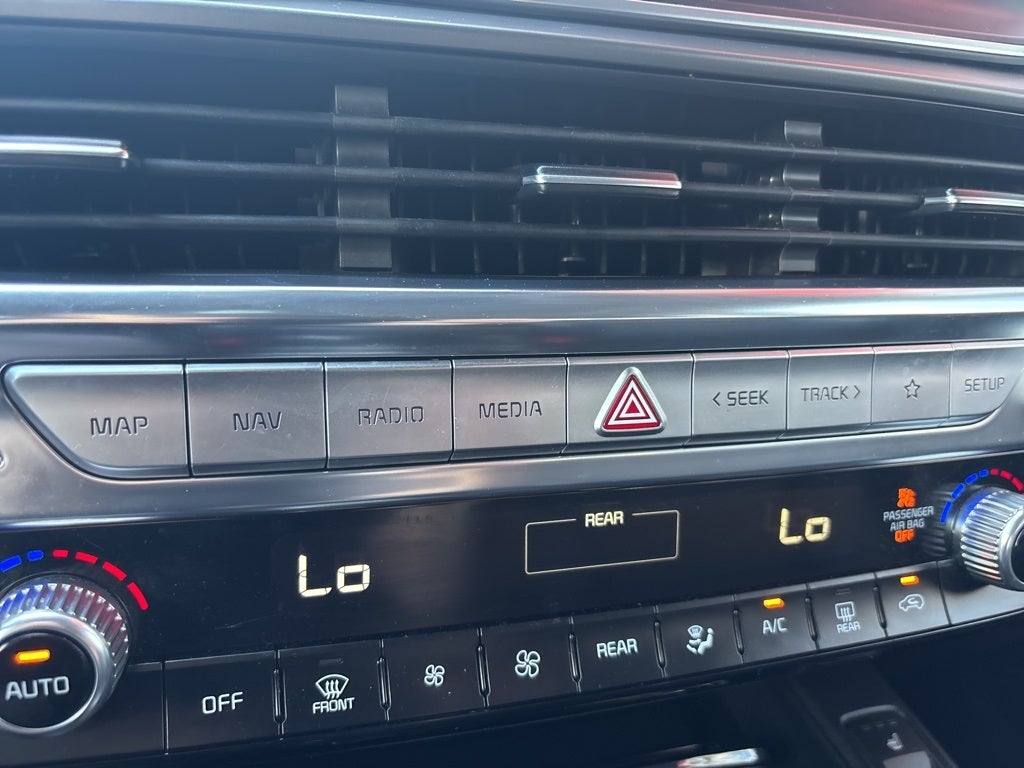 MAP
NAV
RADIO
MEDIA
< SEEK
TRACK >
SETUP
Lo
REAR
Lo
PASSENGER
AIR BAG
OFF
AUTO
OFF
FRONT
REAR
A/C
REAR